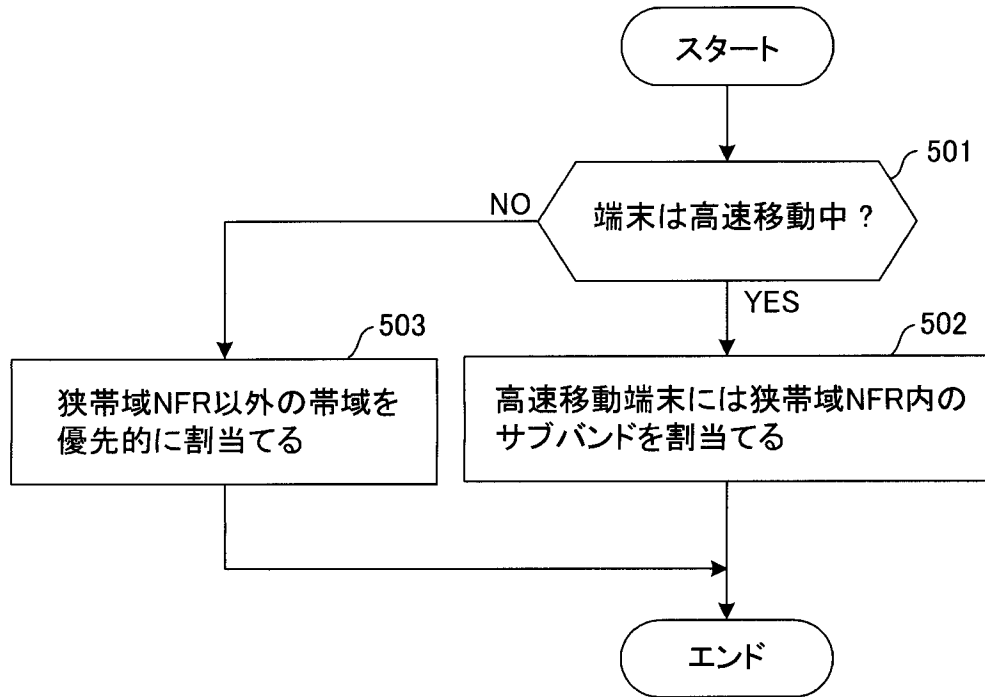 スタート
501
端末は高速移動中？
NO
YES
503
狭帯域NFR以外の帯域を
優先的に割当てる
502
高速移動端末には狭帯域NFR内の
サブバンドを割当てる
エンド